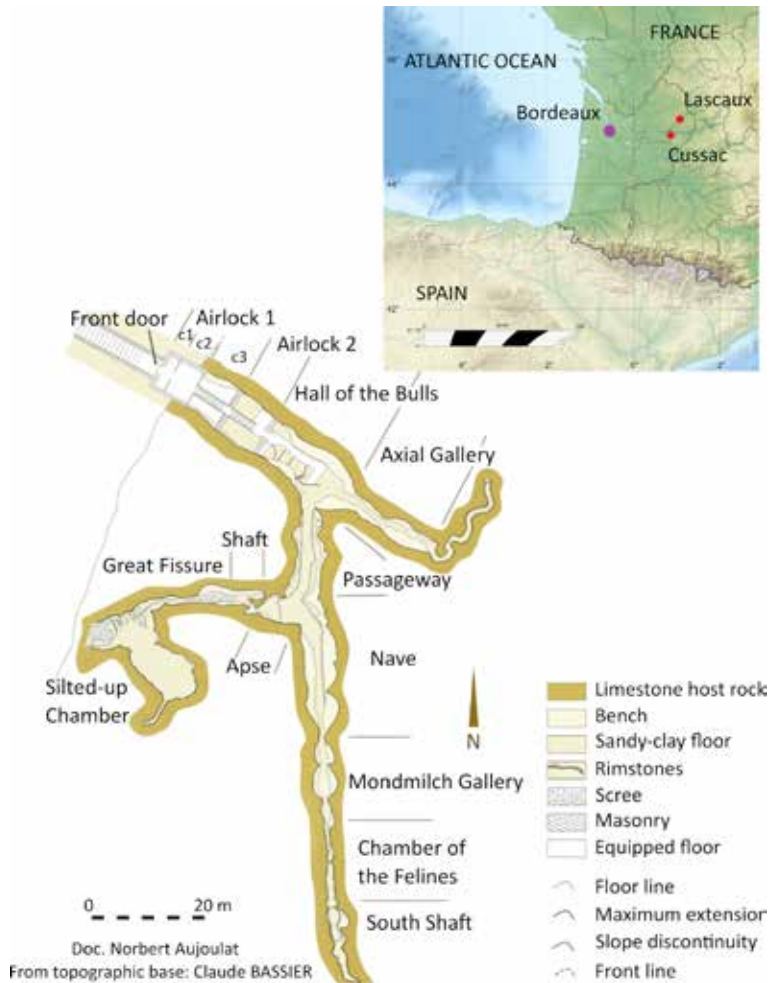 FRANCE
ATLANTIC OCEAN
Lascaux
Bordeaux
Cussac
44°
SPAIN
42°
Front door
Airlock 1
c1
c2
c3
Airlock 2
Hall of the Bulls
Axial Gallery
Shaft
Great Fissure
Passageway
Apse
Nave
Silted-up
Chamber
N
Mondmilch Gallery
Chamber of
the Felines
South Shaft
0 20 m
Doc. Norbert Aujoulat
From topographic base: Claude BASSIER
Limestone host rock
Bench
Sandy-clay floor
Rimstones
Scree
Masonry
Equipped floor
Floor line
Maximum extension
Slope discontinuity
Front line